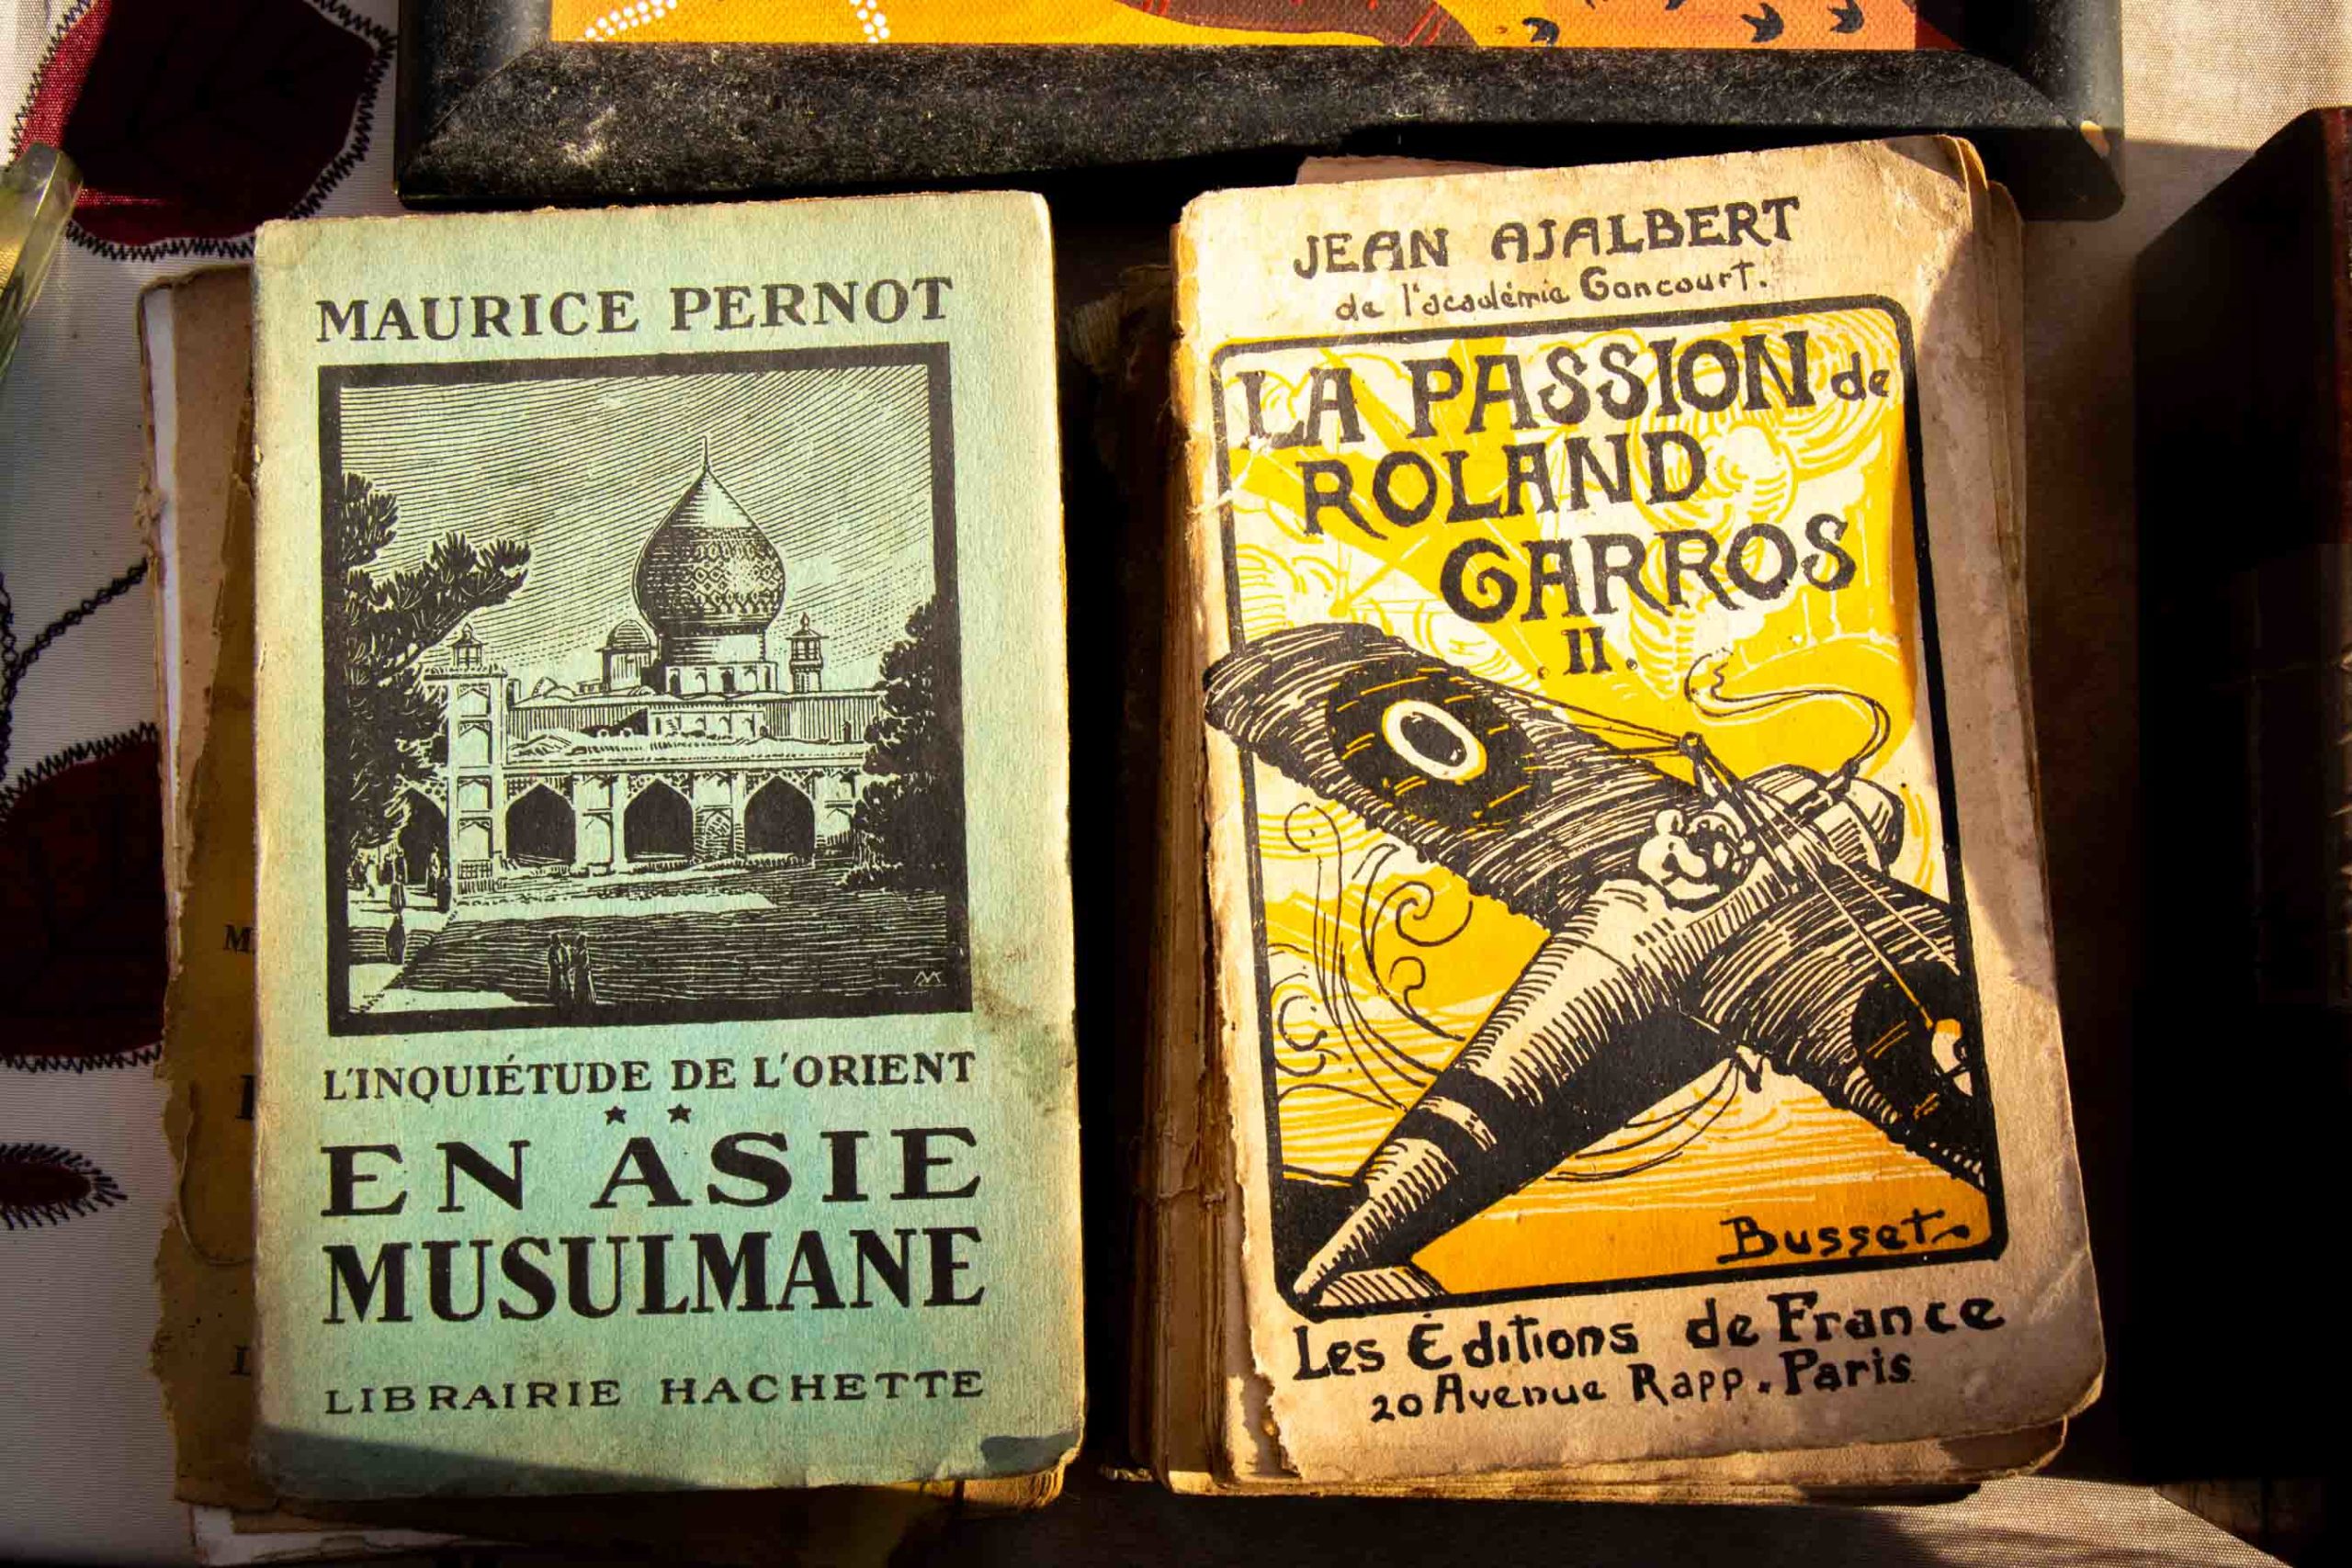 MAURICE PERNOT
L'INQUIÉTUDE DE L'ORIENT
EN ASIE
MUSULMANE
LIBRAIRIE HACHETTE
JEAN AJALBERT
de l'académie Goncourt.
LA PASSION de
ROLAND
GARROS
.II.
Busset
Les Éditions de France
20 Avenue Rapp. Paris